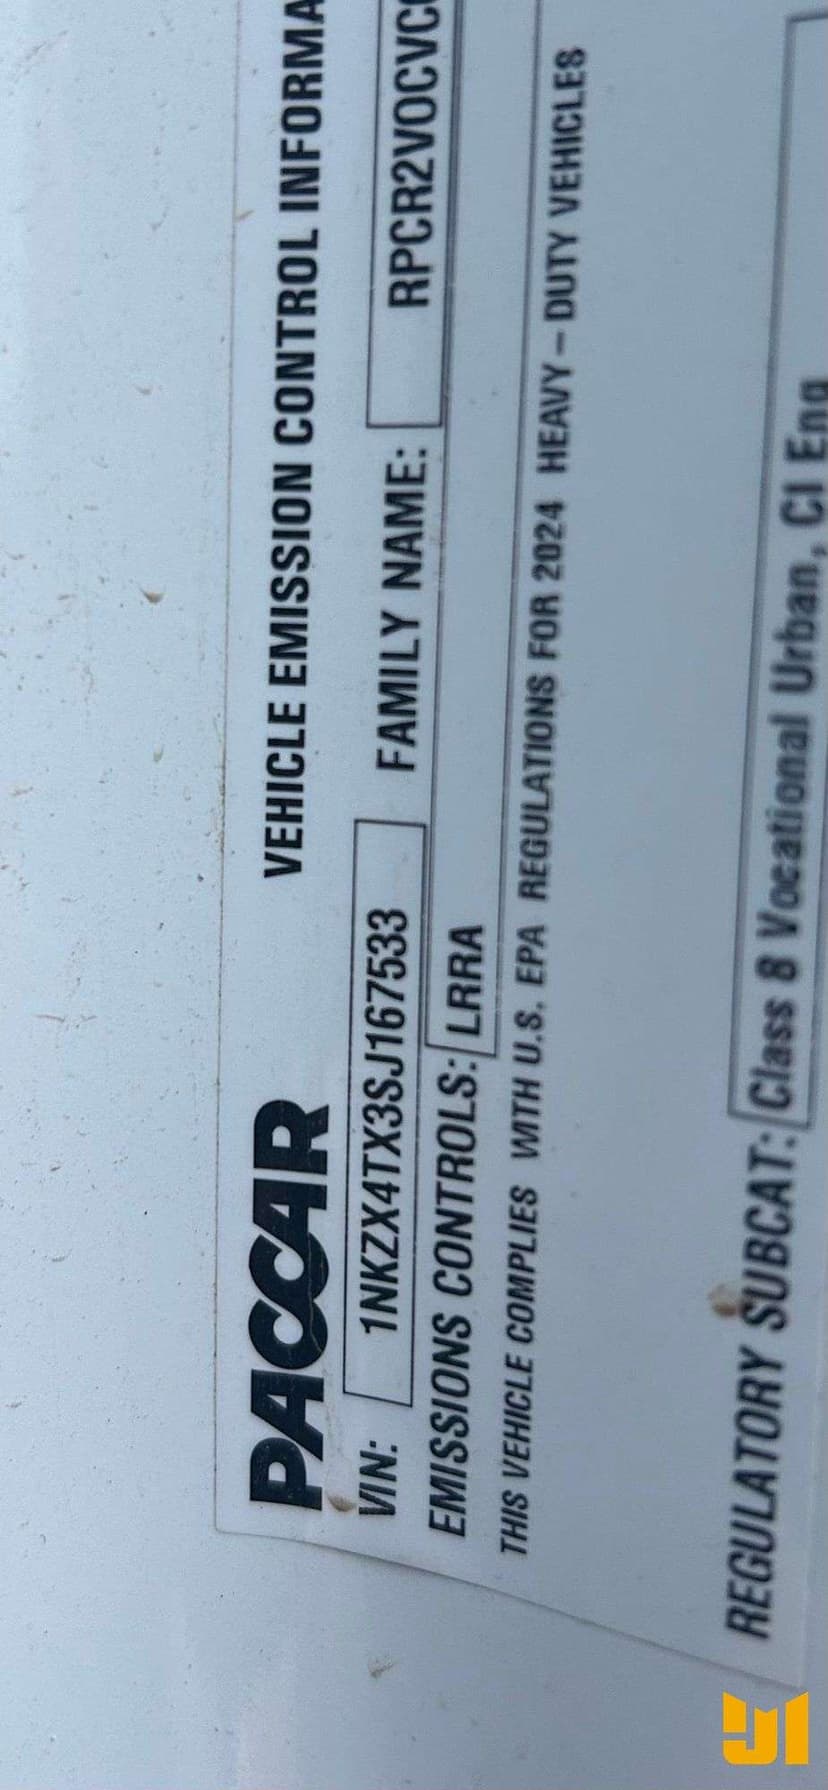 PACCAR VEHICLE EMISSION CONTROL INFORMA
VIN: 1NKZX4TX3SJ167533 FAMILY NAME: RPCR2VOCVC
EMISSIONS CONTROLS: LRRA
THIS VEHICLE COMPLIES WITH U.S. EPA REGULATIONS FOR 2024 HEAVY – DUTY VEHICLES
REGULATORY SUBCAT: Class 8 Vocational Urban, CI Eng